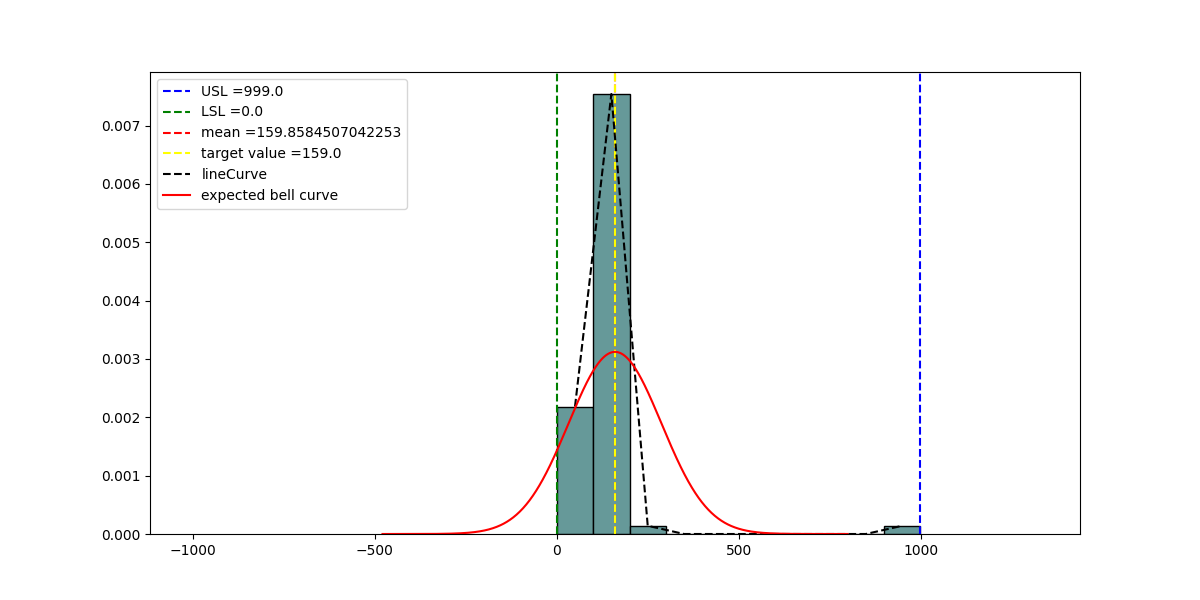 USL =999.0
LSL =0.0
mean =159.8584507042253
target value =159.0
lineCurve
expected bell curve
0.007
0.006
0.005
0.004
0.003
0.002
0.001
0.000
−1000 −500 0 500 1000